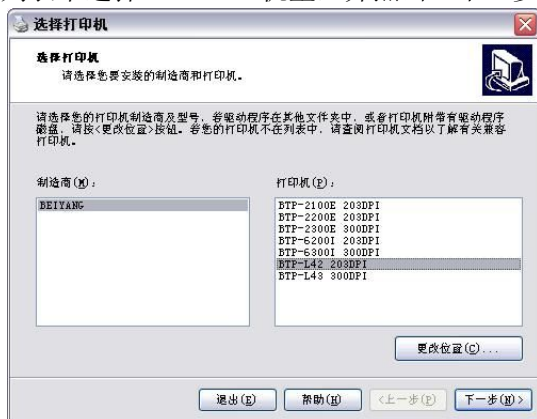 选择打印机
选择打印机
请选择您要安装的制造商和打印机。
请选择您的打印机制造商及型号。若驱动程序在其他文件夹中，或者打印机附带有驱动程序
磁盘，请按<更改位置>按钮。若您的打印机不在列表中，请查阅打印机文档以了解有关兼容
打印机。
制造商(M):
打印机(P):
BEIYANG
BTP-2100E 203DPI
BTP-2200E 203DPI
BTP-2300E 300DPI
BTP-6200I 203DPI
BTP-6300I 300DPI
BTP-L42 203DPI
BTP-L43 300DPI
更改位置(C)...
退出(E)
帮助(H)
<上一步(P)
下一步(N)>